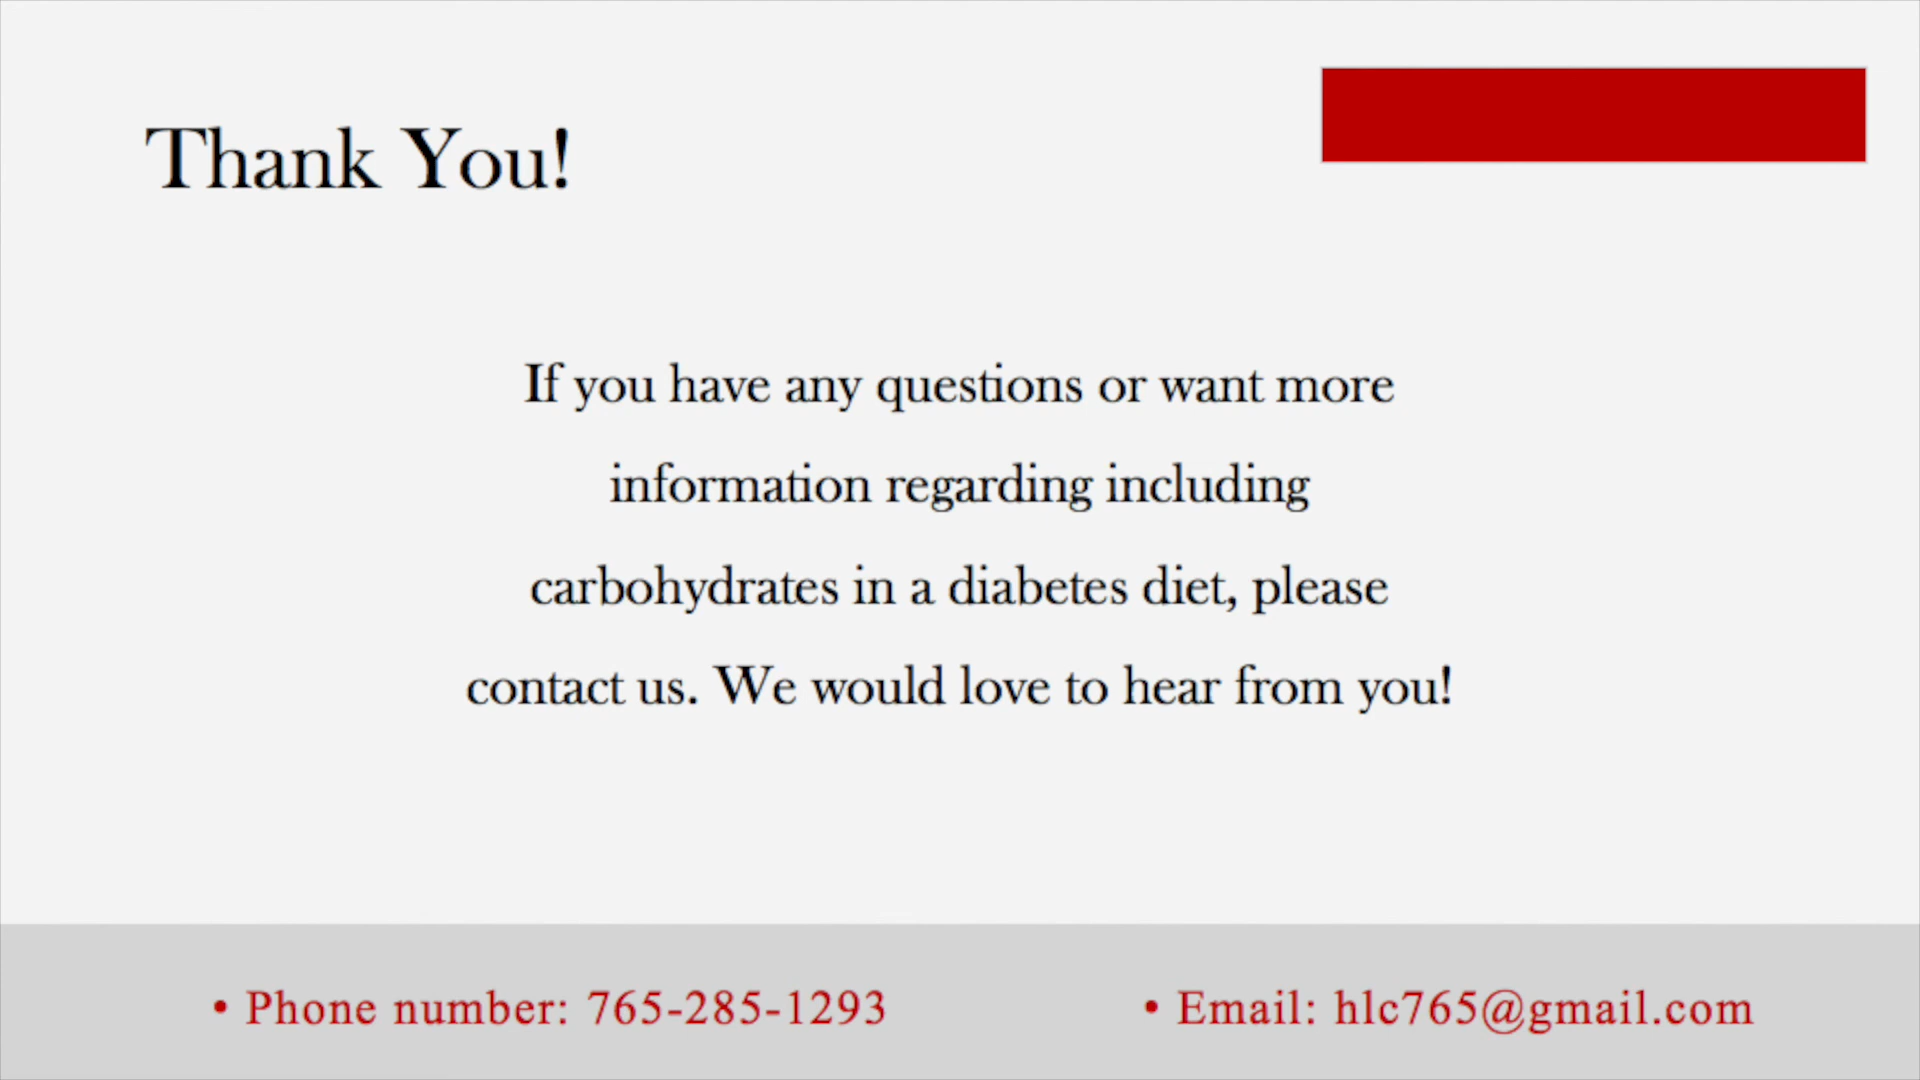 Thank You!
If you have any questions or want more
information regarding including
carbohydrates in a diabetes diet, please
contact us. We would love to hear from you!
• Phone number: 765-285-1293
• Email: hlc765@gmail.com